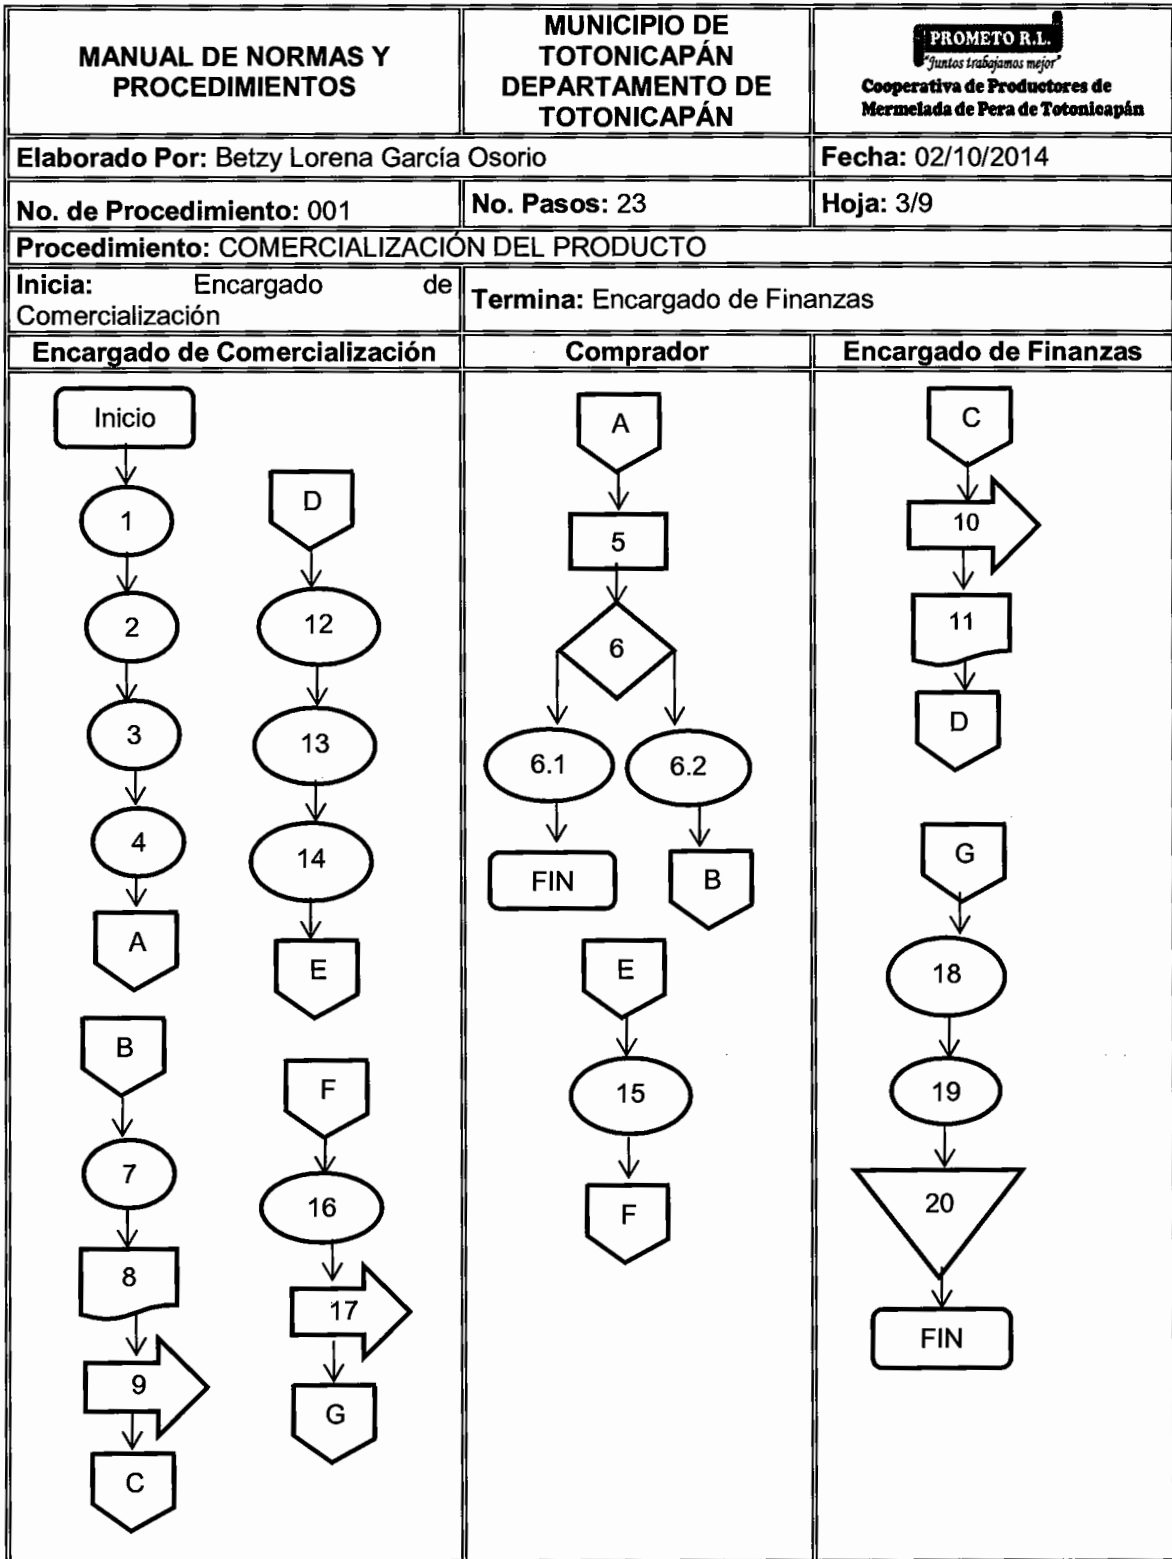 MANUAL DE NORMAS Y
PROCEDIMIENTOS
MUNICIPIO DE
TOTONICAPÁN
DEPARTAMENTO DE
TOTONICAPÁN
PROMETO R.L.
"Juntos trabajamos mejor"
Cooperativa de Productores de
Mermelada de Pera de Totonicapán
Elaborado Por: Betzy Lorena García Osorio
Fecha: 02/10/2014
No. de Procedimiento: 001
No. Pasos: 23
Hoja: 3/9
Procedimiento: COMERCIALIZACIÓN DEL PRODUCTO
Inicia: Encargado de
Comercialización
Termina: Encargado de Finanzas
Encargado de Comercialización
Comprador
Encargado de Finanzas
Inicio
1
2
3
4
A
B
7
8
9
C
D
12
13
14
E
F
16
17
G
A
5
6
6.1
6.2
FIN
B
E
15
F
C
10
11
D
G
18
19
20
FIN